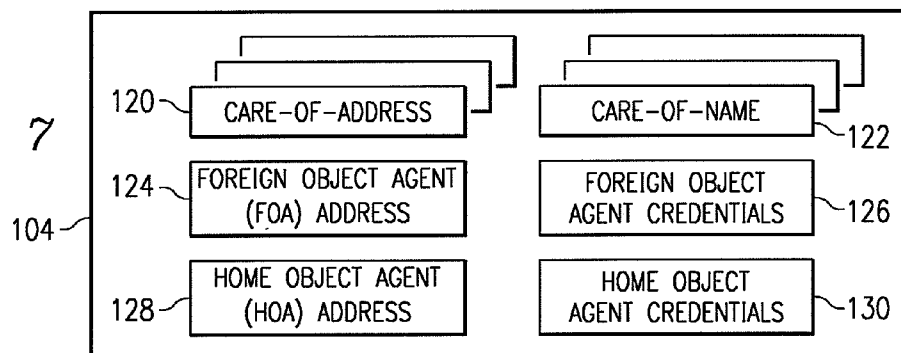 120 CARE-OF-ADDRESS CARE-OF-NAME
122
7
124 FOREIGN OBJECT AGENT FOREIGN OBJECT
(FOA) ADDRESS AGENT CREDENTIALS 126
104
128 HOME OBJECT AGENT HOME OBJECT
(HOA) ADDRESS AGENT CREDENTIALS 130